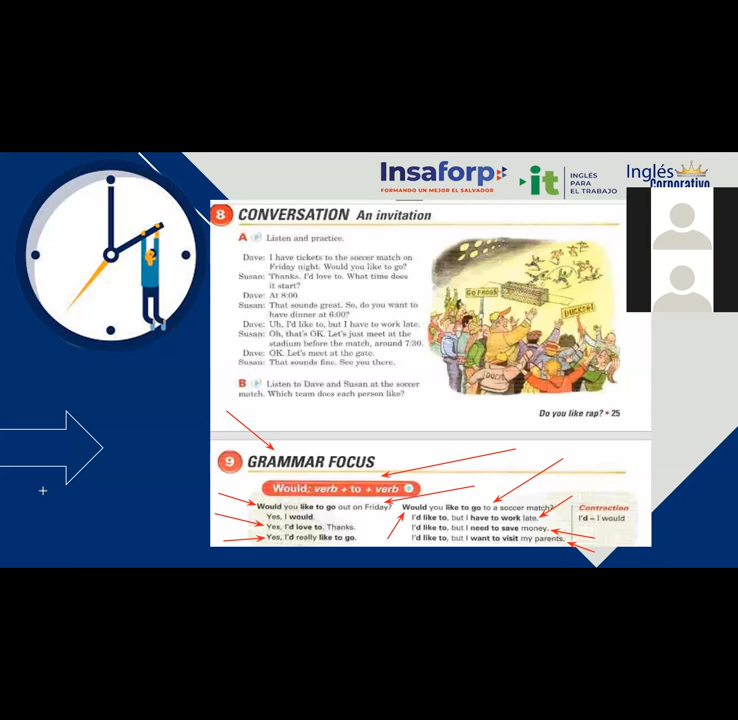 Insaforp
FORMANDO UN MEJOR EL SALVADOR
it
INGLÉS
PARA
EL TRABAJO
Inglés
Corporativo
8 CONVERSATION An invitation
A Listen and practice.
Dave: I have tickets to the soccer match on
Friday night. Would you like to go?
Susan: Thanks. I'd love to. What time does
it start?
Dave: At 8:00
Susan: That sounds great. So, do you want to
have dinner at 6:00?
Dave: Uh, I'd like to, but I have to work late.
Susan: Oh, that's OK. Let's just meet at the
stadium before the match, around 7:30.
Dave: OK. Let's meet at the gate.
Susan: That sounds fine. See you there.
B Listen to Dave and Susan at the soccer
match. Which team does each person like?
GO FROGS
DUCKS #1
Do you like rap? • 25
9 GRAMMAR FOCUS
Would; verb + to + verb
Would you like to go out on Friday?
Yes, I would.
Yes, I'd love to. Thanks.
Yes, I'd really like to go.
Would you like to go to a soccer match?
I'd like to, but I have to work late.
I'd like to, but I need to save money.
I'd like to, but I want to visit my parents.
Contraction
I'd = I would